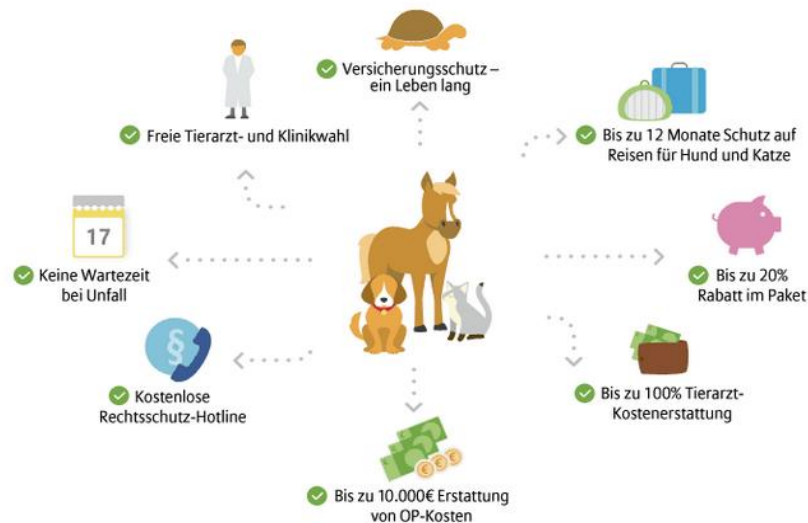 Versicherungsschutz –
ein Leben lang
Freie Tierarzt- und Klinikwahl
Bis zu 12 Monate Schutz auf
Reisen für Hund und Katze
17
Keine Wartezeit
bei Unfall
Bis zu 20%
Rabatt im Paket
§
Kostenlose
Rechtsschutz-Hotline
Bis zu 100% Tierarzt-
Kostenerstattung
€ € €
Bis zu 10.000€ Erstattung
von OP-Kosten